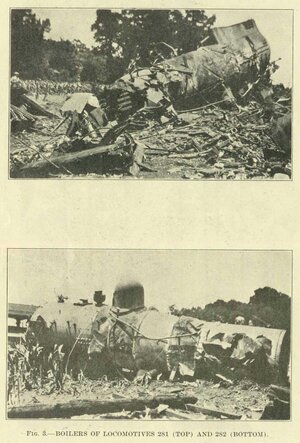 Fig. 3.—BOILERS OF LOCOMOTIVES 281 (TOP) AND 282 (BOTTOM).